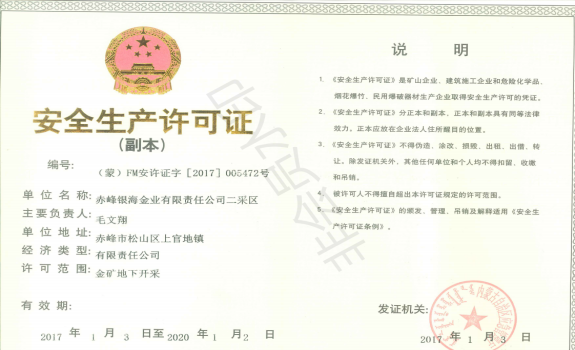 安全生产许可证
(副本)
编号:
(蒙) FM安许证字 [2017] 005472号
单位名称: 赤峰银海金业有限责任公司二采区
主要负责人: 毛文翔
单位地址: 赤峰市松山区上官地镇
经济类型: 有限责任公司
许可范围: 金矿地下开采
有效期:
2017 年 1 月 3 日至 2020 年 1 月 2 日
说 明
1. 《安全生产许可证》是矿山企业、建筑施工企业和危险化学品、
烟花爆竹、民用爆破器材生产企业取得安全生产许可的凭证。
2. 《安全生产许可证》分正本和副本，正本和副本具有同等法律
效力。正本应放在企业法人住所醒目的位置。
3. 《安全生产许可证》不得伪造、涂改、损毁、出租、出借、转
让。除发证机关外，其他任何单位和个人均不得扣留、收缴
和吊销。
4. 被许可人不得擅自超出本许可证规定的许可范围。
5. 《安全生产许可证》的颁发、管理、吊销及解释适用《安全生
产许可证条例》。
发证机关:
2017 年 1 月 3 日
非会员水印